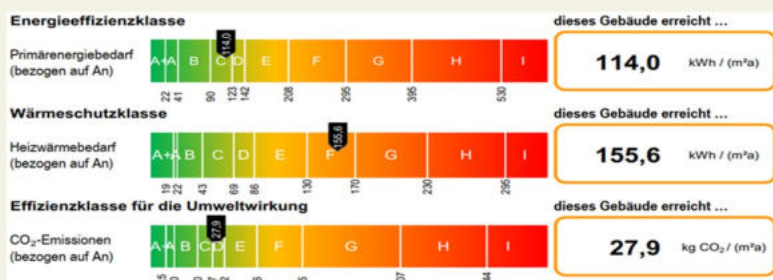 Energieeffizienzklasse
dieses Gebäude erreicht ...
Primärenergiebedarf
(bezogen auf An)
A+ A B C D E F G H I
114,0
22 41 90 123 142 208 295 395 530
114,0 kWh / (m²a)
Wärmeschutzklasse
dieses Gebäude erreicht ...
Heizwärmebedarf
(bezogen auf An)
A+ A B C D E F G H I
155,6
19 22 43 69 86 130 170 230 295
155,6 kWh / (m²a)
Effizienzklasse für die Umweltwirkung
dieses Gebäude erreicht ...
CO₂-Emissionen
(bezogen auf An)
A+ A B C D E F G H I
27,9
27,9 kg CO₂ / (m²a)